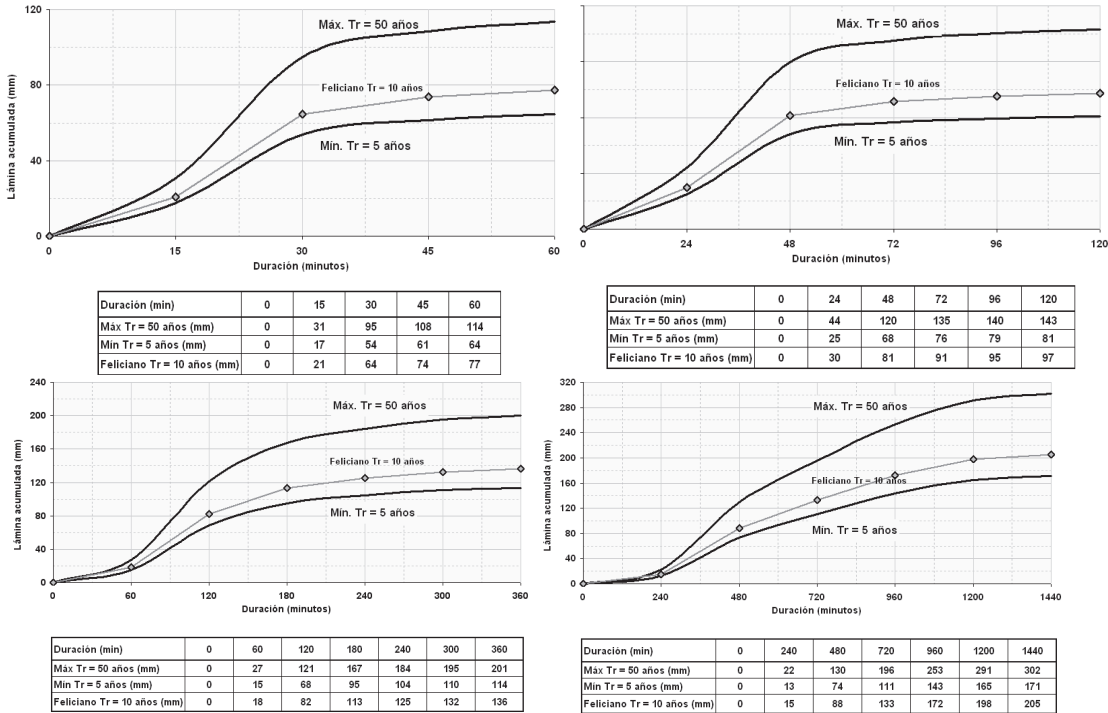 120
80
40
0
Lámina acumulada (mm)
Máx. Tr = 50 años
Feliciano Tr = 10 años
Mín. Tr = 5 años
0 15 30 45 60
Duración (minutos)
Duración (min) 0 15 30 45 60
Máx Tr = 50 años (mm) 0 31 95 108 114
Mín Tr = 5 años (mm) 0 17 54 61 64
Feliciano Tr = 10 años (mm) 0 21 64 74 77
Máx. Tr = 50 años
Feliciano Tr = 10 años
Mín. Tr = 5 años
0 24 48 72 96 120
Duración (minutos)
Duración (min) 0 24 48 72 96 120
Máx Tr = 50 años (mm) 0 44 120 135 140 143
Mín Tr = 5 años (mm) 0 25 68 76 79 81
Feliciano Tr = 10 años (mm) 0 30 81 91 95 97
240
200
160
120
80
40
0
Lámina acumulada (mm)
Máx. Tr = 50 años
Feliciano Tr = 10 años
Mín. Tr = 5 años
0 60 120 180 240 300 360
Duración (minutos)
Duración (min) 0 60 120 180 240 300 360
Máx Tr = 50 años (mm) 0 27 121 167 184 195 201
Mín Tr = 5 años (mm) 0 15 68 95 104 110 114
Feliciano Tr = 10 años (mm) 0 18 82 113 125 132 136
320
280
240
200
160
120
80
40
0
Lámina acumulada (mm)
Máx. Tr = 50 años
Feliciano Tr = 10 años
Mín. Tr = 5 años
0 240 480 720 960 1200 1440
Duración (minutos)
Duración (min) 0 240 480 720 960 1200 1440
Máx Tr = 50 años (mm) 0 22 130 196 253 291 302
Mín Tr = 5 años (mm) 0 13 74 111 143 165 171
Feliciano Tr = 10 años (mm) 0 15 88 133 172 198 205